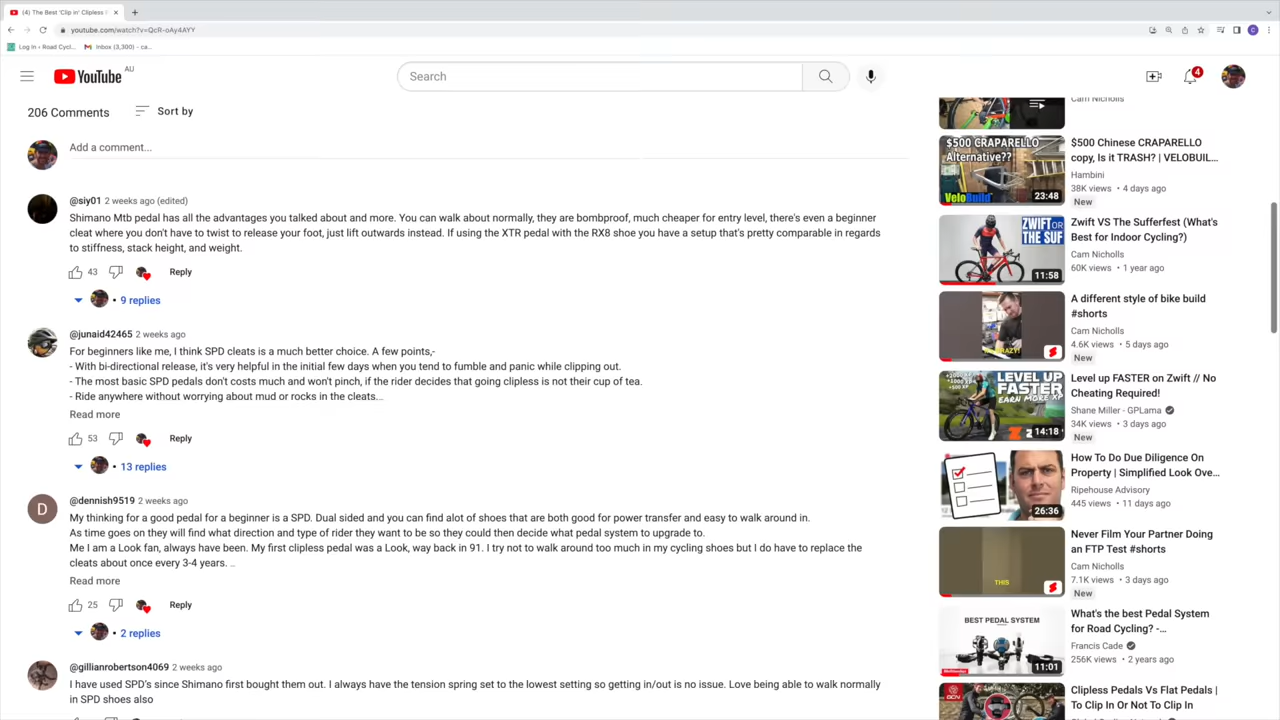 (4) The Best 'Clip in' Clipless
youtube.com/watch?v=QcR-oAy4AYY
Log In ‹ Road Cycl...
Inbox (3,300) - ca...
YouTube AU
Search
4
C
206 Comments
Sort by
Add a comment...
@siy01 2 weeks ago (edited)
Shimano Mtb pedal has all the advantages you talked about and more. You can walk about normally, they are bombproof, much cheaper for entry level, there's even a beginner
cleat where you don't have to twist to release your foot, just lift outwards instead. If using the XTR pedal with the RX8 shoe you have a setup that's pretty comparable in regards
to stiffness, stack height, and weight.
43 Reply
9 replies
@junaid42465 2 weeks ago
For beginners like me, I think SPD cleats is a much better choice. A few points,-
- With bi-directional release, it's very helpful in the initial few days when you tend to fumble and panic while clipping out.
- The most basic SPD pedals don't costs much and won't pinch, if the rider decides that going clipless is not their cup of tea.
- Ride anywhere without worrying about mud or rocks in the cleats...
Read more
53 Reply
13 replies
D
@dennish9519 2 weeks ago
My thinking for a good pedal for a beginner is a SPD. Dual sided and you can find alot of shoes that are both good for power transfer and easy to walk around in.
As time goes on they will find what direction and type of rider they want to be so they could then decide what pedal system to upgrade to.
Me I am a Look fan, always have been. My first clipless pedal was a Look, way back in 91. I try not to walk around too much in my cycling shoes but I do have to replace the
cleats about once every 3-4 years. ..
Read more
25 Reply
2 replies
@gillianrobertson4069 2 weeks ago
I have used SPD's since Shimano first bought them out. I always have the tension spring set to the lowest setting so getting in/out is no issue. Love being able to walk normally
in SPD shoes also
Cam Nicholls
$500 CRAPARELLO
Alternative??
VeloBuild
23:48
$500 Chinese CRAPARELLO
copy, Is it TRASH? | VELOBUIL...
Hambini
38K views • 4 days ago
New
ZWIFT OR
THE SUF
11:58
Zwift VS The Sufferfest (What's
Best for Indoor Cycling?)
Cam Nicholls
60K views • 1 year ago
A different style of bike build
#shorts
Cam Nicholls
4.6K views • 5 days ago
New
LEVEL UP
FASTER
EARN MORE XP
14:18
Level up FASTER on Zwift // No
Cheating Required!
Shane Miller - GPLama
34K views • 3 days ago
New
26:36
How To Do Due Diligence On
Property | Simplified Look Ove...
Ripehouse Advisory
445 views • 11 days ago
THIS
Never Film Your Partner Doing
an FTP Test #shorts
Cam Nicholls
7.1K views • 3 days ago
New
BEST PEDAL SYSTEM
11:01
What's the best Pedal System
for Road Cycling? -...
Francis Cade
256K views • 2 years ago
GCN
Clipless Pedals Vs Flat Pedals |
To Clip In Or Not To Clip In